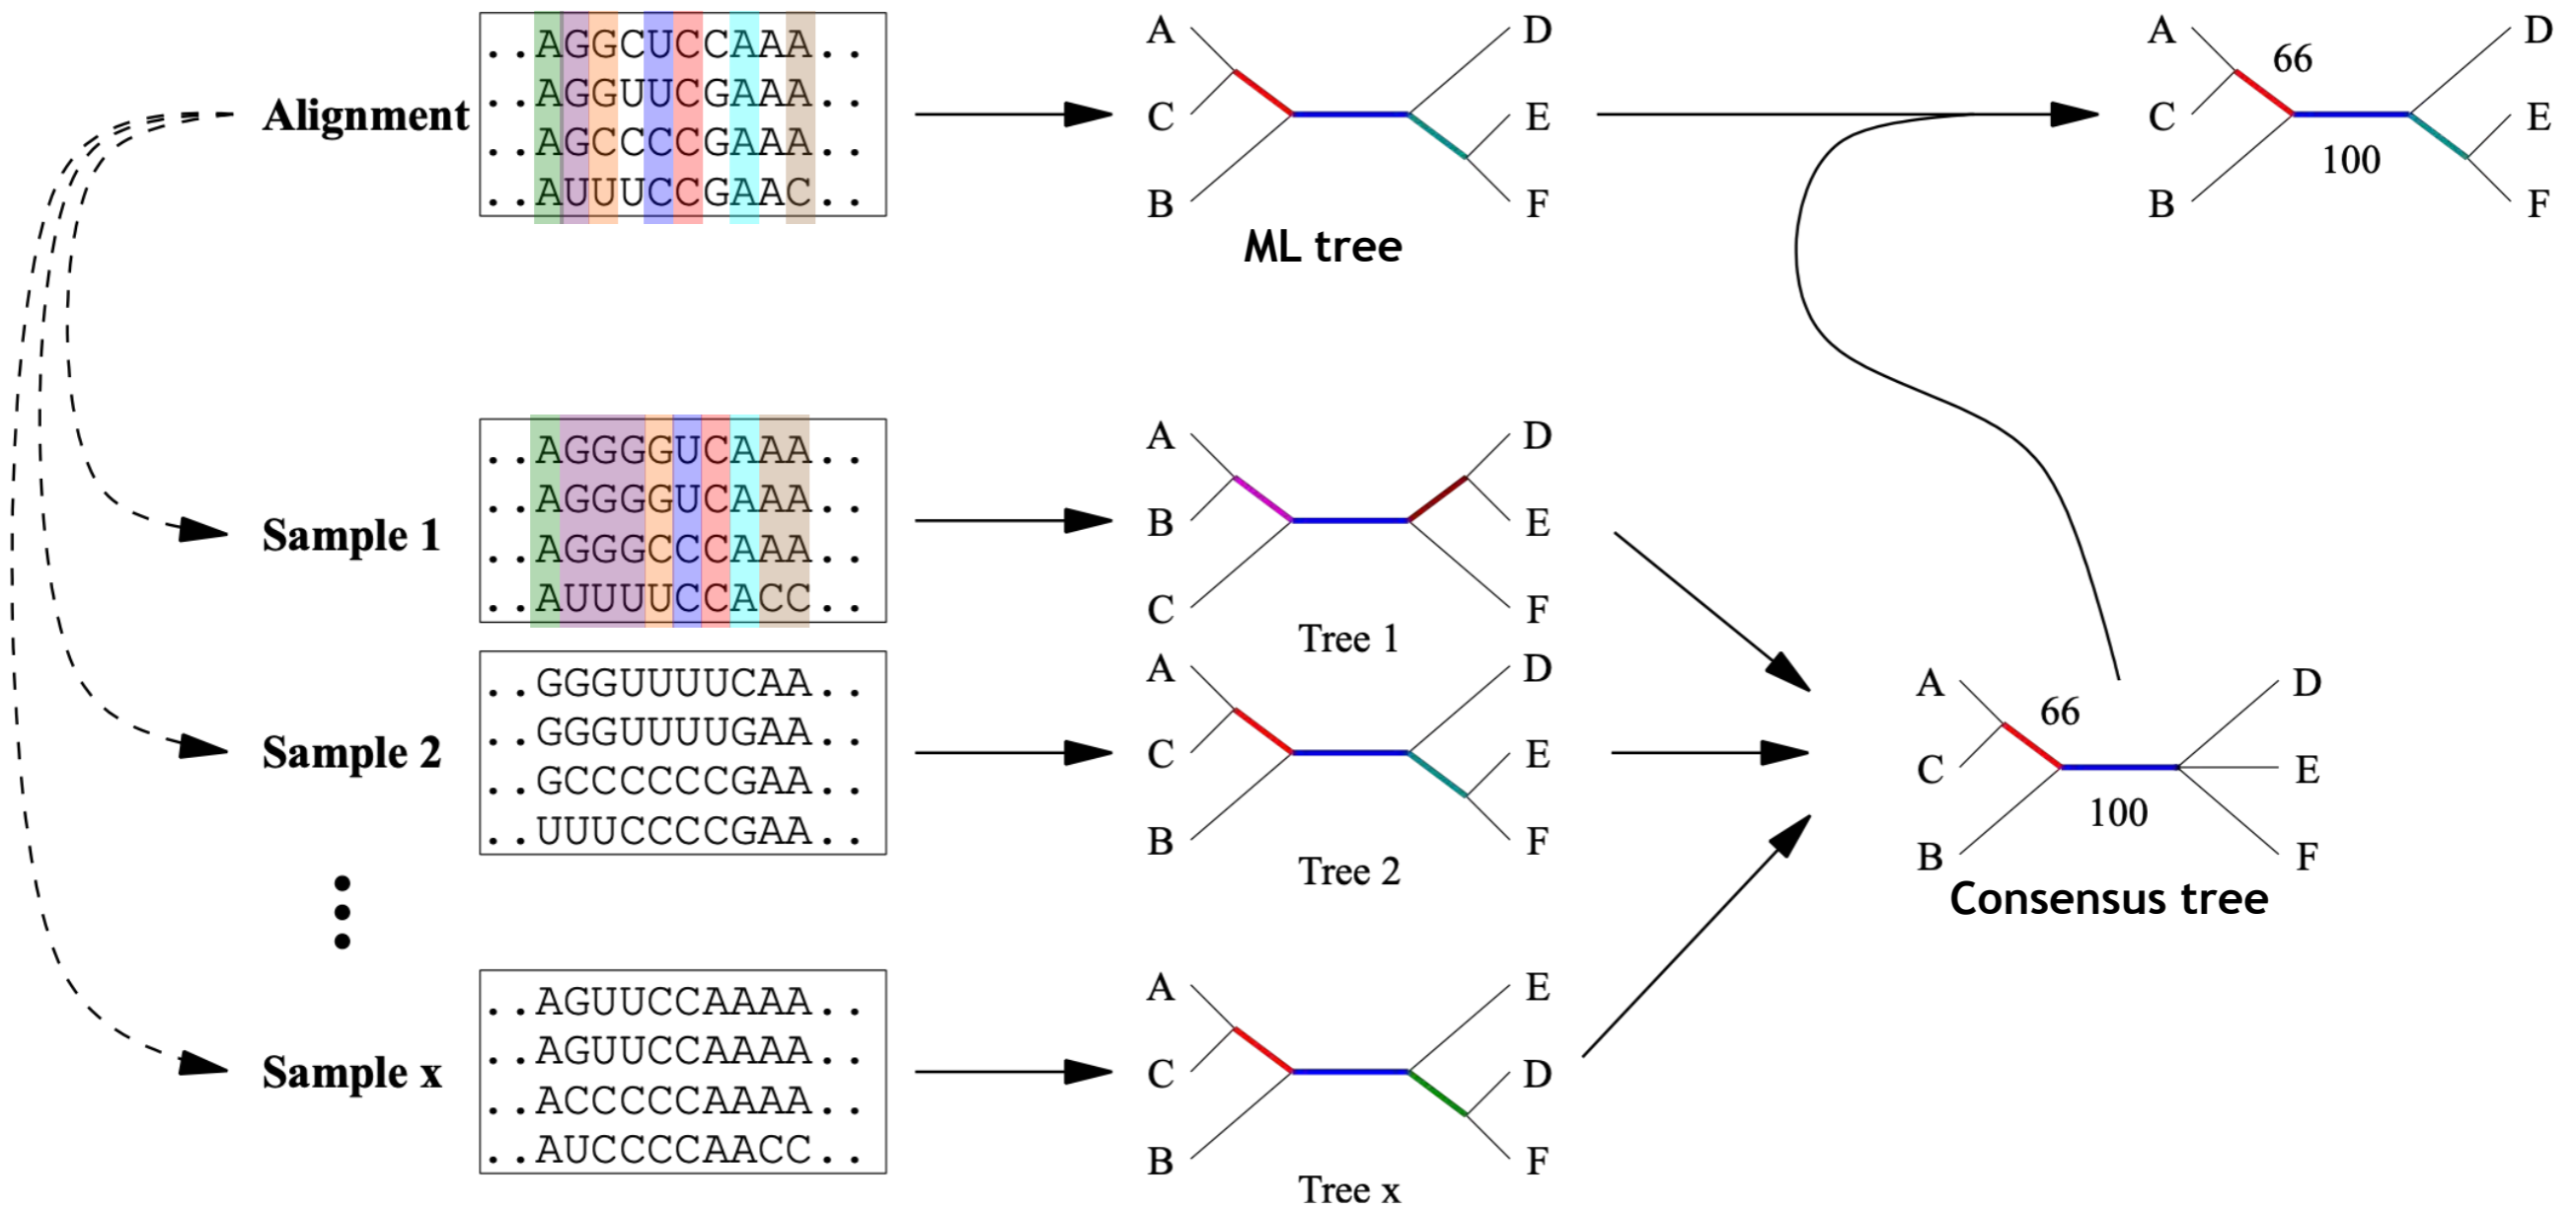 Alignment
..AGGCUCCAAA..
..AGGUUCGAAA..
..AGCCCCGAAA..
..AUUUCCGAAC..
A
C
B
D
E
F
ML tree
A
C
B
66
100
D
E
F
Sample 1
..AGGGGUCAAA..
..AGGGGUCAAA..
..AGGGCCCAAA..
..AUUUUCCACC..
A
B
C
D
E
F
Tree 1
Sample 2
..GGGUUUUCAA..
..GGGUUUUGAA..
..GCCCCCCGAA..
..UUUCCCCGAA..
A
C
B
D
E
F
Tree 2
Sample x
..AGUUCCAAAA..
..AGUUCCAAAA..
..ACCCCCAAAA..
..AUCCCCAACC..
A
C
B
E
D
F
Tree x
A
C
B
66
100
D
E
F
Consensus tree